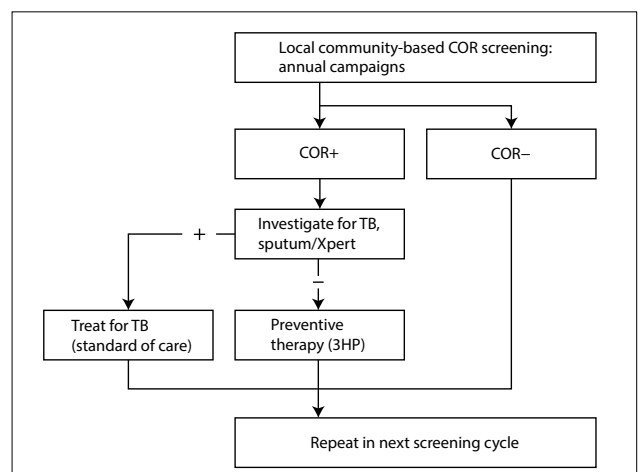 Local community-based COR screening:
annual campaigns
COR+
COR−
Investigate for TB,
sputum/Xpert
+
−
Treat for TB
(standard of care)
Preventive
therapy (3HP)
Repeat in next screening cycle